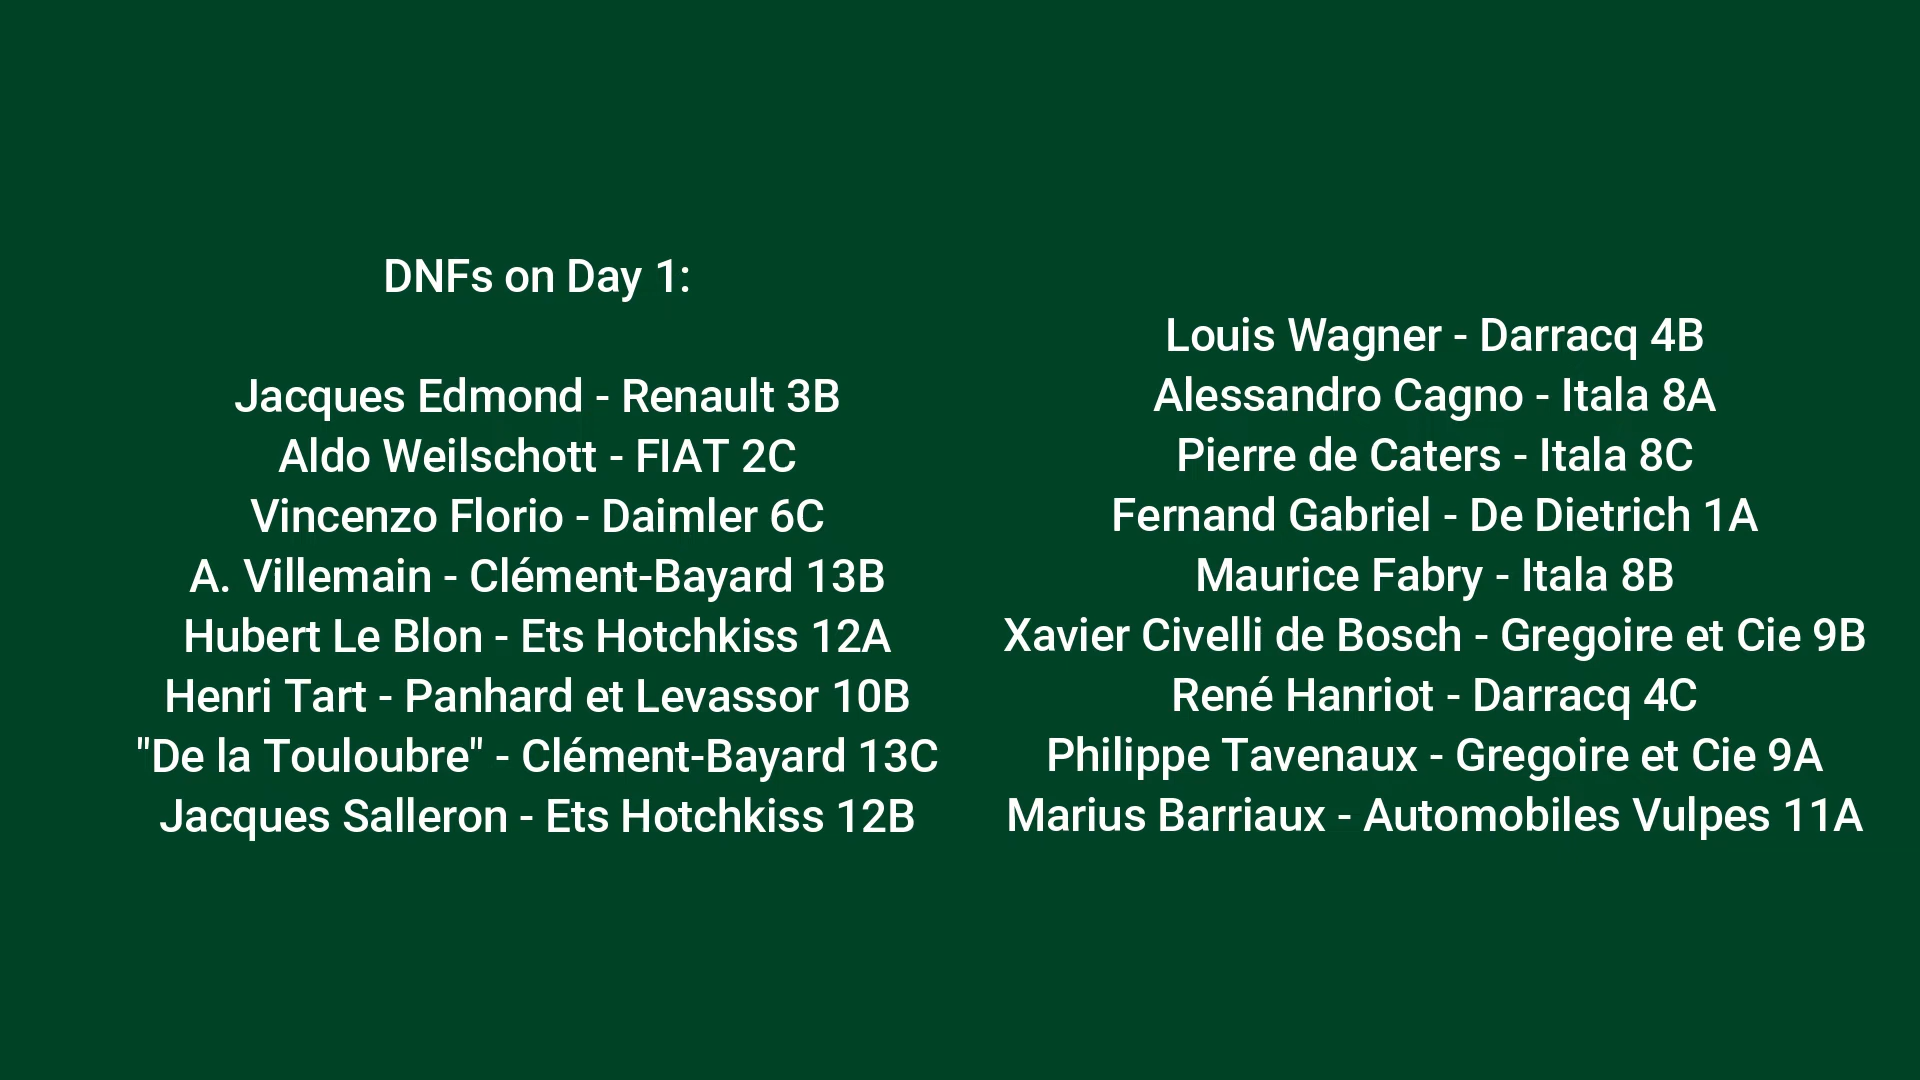 DNFs on Day 1:
Jacques Edmond - Renault 3B
Aldo Weilschott - FIAT 2C
Vincenzo Florio - Daimler 6C
A. Villemain - Clément-Bayard 13B
Hubert Le Blon - Ets Hotchkiss 12A
Henri Tart - Panhard et Levassor 10B
"De la Touloubre" - Clément-Bayard 13C
Jacques Salleron - Ets Hotchkiss 12B
Louis Wagner - Darracq 4B
Alessandro Cagno - Itala 8A
Pierre de Caters - Itala 8C
Fernand Gabriel - De Dietrich 1A
Maurice Fabry - Itala 8B
Xavier Civelli de Bosch - Gregoire et Cie 9B
René Hanriot - Darracq 4C
Philippe Tavenaux - Gregoire et Cie 9A
Marius Barriaux - Automobiles Vulpes 11A